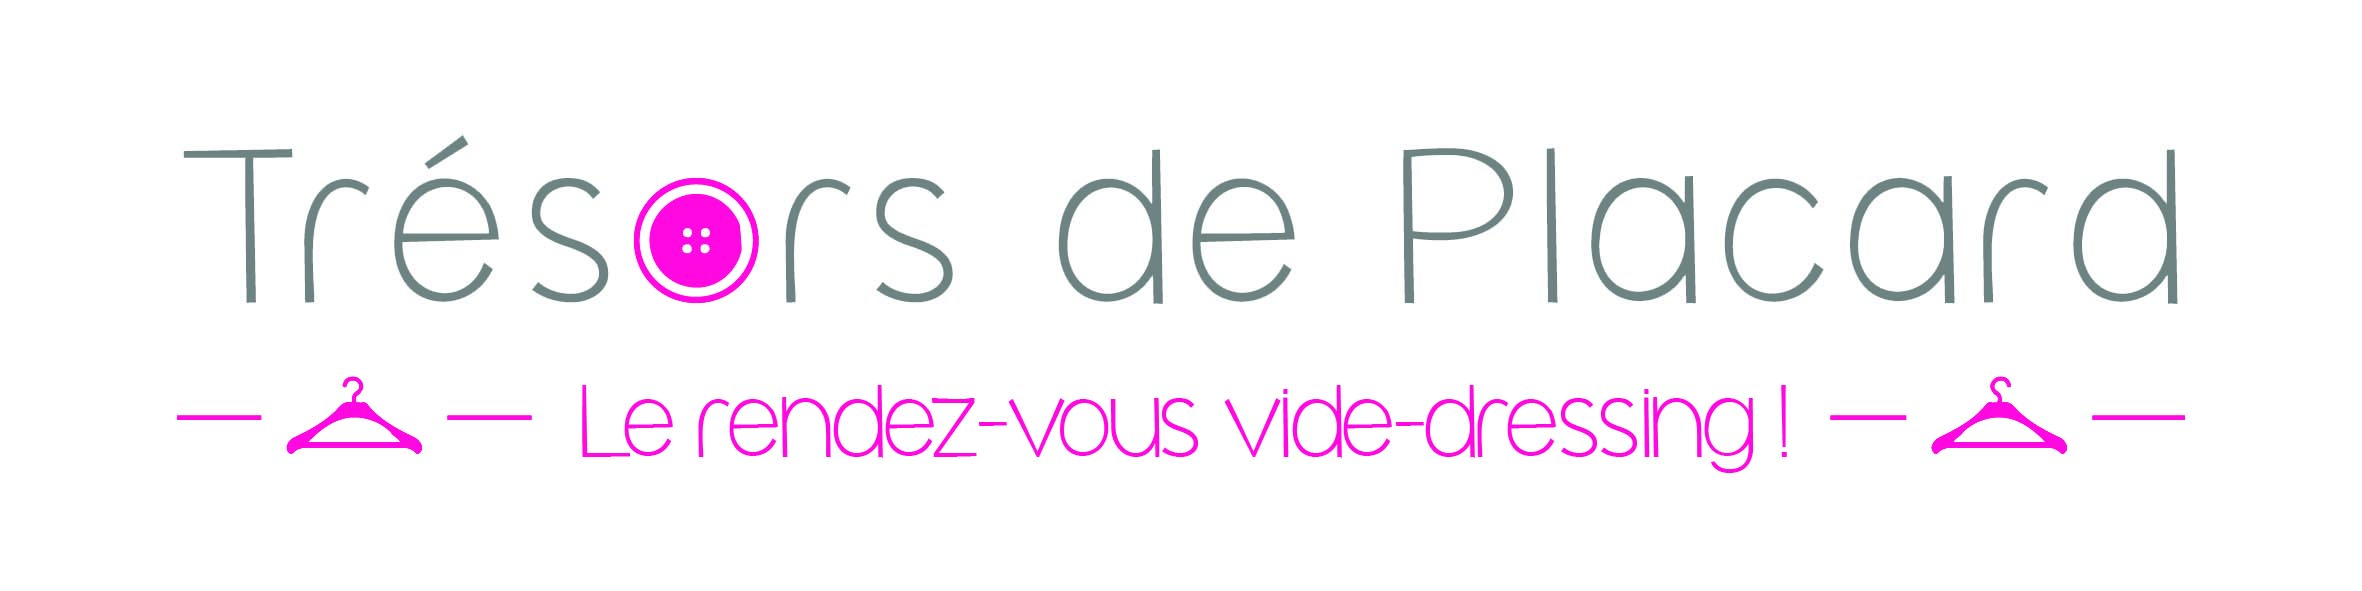 Trésors de Placard
Le rendez-vous vide-dressing !